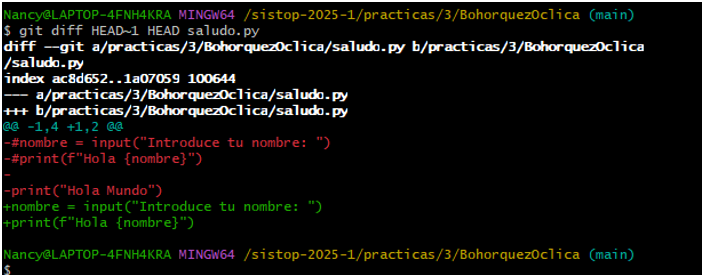 Nancy@LAPTOP-4FNH4KRA MINGW64 /sistop-2025-1/practicas/3/BohorquezOclica (main)
$ git diff HEAD~1 HEAD saludo.py
diff --git a/practicas/3/BohorquezOclica/saludo.py b/practicas/3/BohorquezOclica
/saludo.py
index ac8d652..1a07059 100644
--- a/practicas/3/BohorquezOclica/saludo.py
+++ b/practicas/3/BohorquezOclica/saludo.py
@@ -1,4 +1,2 @@
-#nombre = input("Introduce tu nombre: ")
-#print(f"Hola {nombre}")
-
-print("Hola Mundo")
+nombre = input("Introduce tu nombre: ")
+print(f"Hola {nombre}")
Nancy@LAPTOP-4FNH4KRA MINGW64 /sistop-2025-1/practicas/3/BohorquezOclica (main)
$